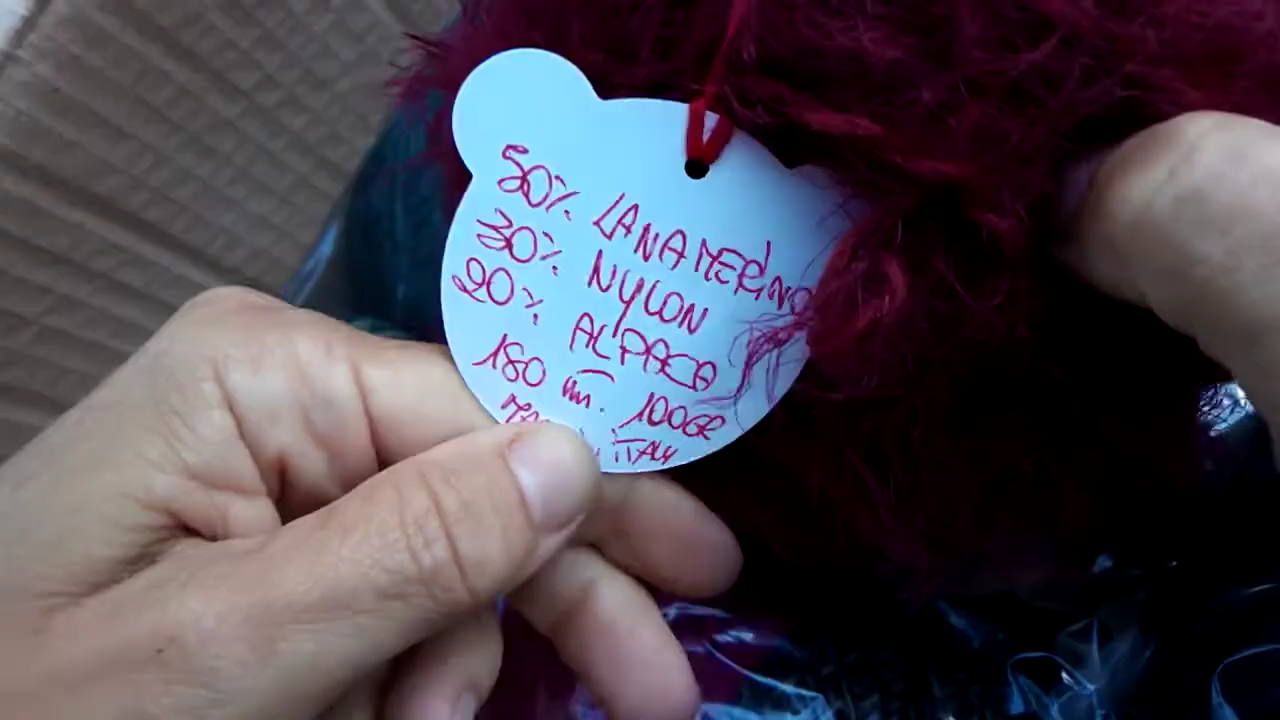 50% LANA MERINO
30% NYLON
20% ALPACA
180 m. 100GR
ITALY